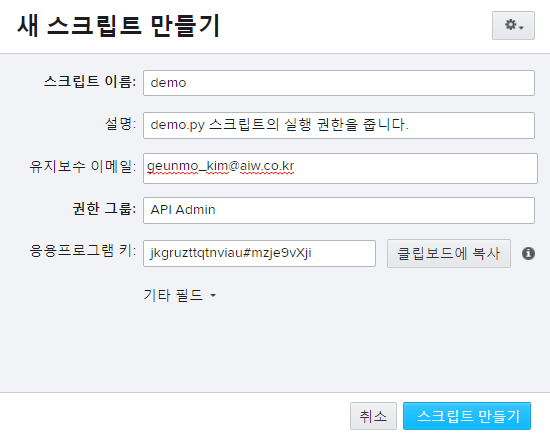 새 스크립트 만들기
스크립트 이름: demo
설명: demo.py 스크립트의 실행 권한을 줍니다.
유지보수 이메일: geunmo_kim@aiw.co.kr
권한 그룹: API Admin
응용프로그램 키: jkgruzttqtnviau#mzje9vXji 클립보드에 복사
기타 필드
취소 스크립트 만들기